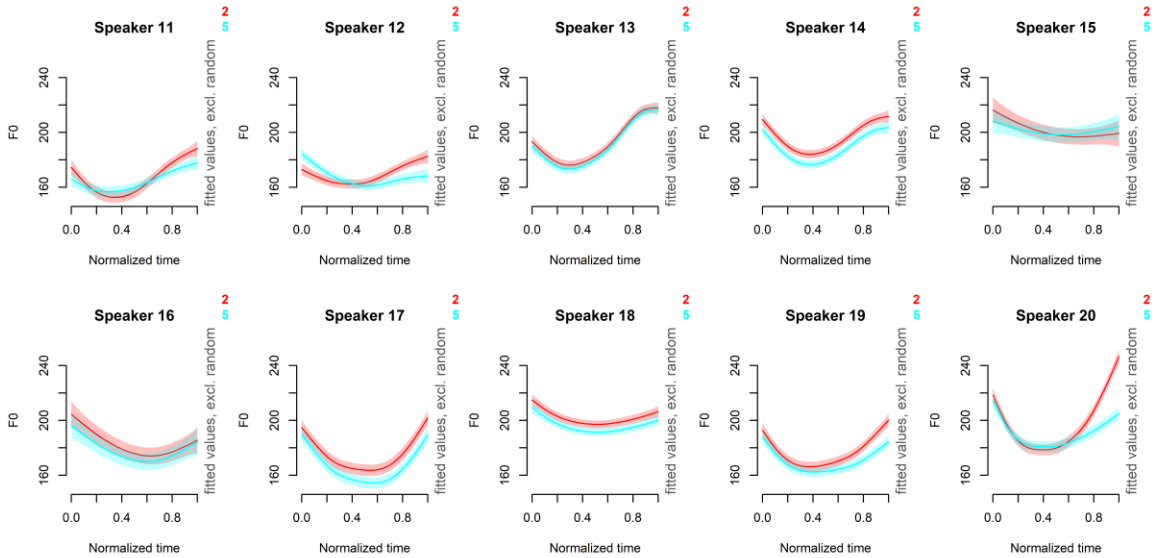 Speaker 11
2
5
F0
240
200
160
0.0 0.4 0.8
Normalized time
fitted values, excl. random
Speaker 12
2
5
F0
240
200
160
0.0 0.4 0.8
Normalized time
fitted values, excl. random
Speaker 13
2
5
F0
240
200
160
0.0 0.4 0.8
Normalized time
fitted values, excl. random
Speaker 14
2
5
F0
240
200
160
0.0 0.4 0.8
Normalized time
fitted values, excl. random
Speaker 15
2
5
F0
240
200
160
0.0 0.4 0.8
Normalized time
fitted values, excl. random
Speaker 16
2
5
F0
240
200
160
0.0 0.4 0.8
Normalized time
fitted values, excl. random
Speaker 17
2
5
F0
240
200
160
0.0 0.4 0.8
Normalized time
fitted values, excl. random
Speaker 18
2
5
F0
240
200
160
0.0 0.4 0.8
Normalized time
fitted values, excl. random
Speaker 19
2
5
F0
240
200
160
0.0 0.4 0.8
Normalized time
fitted values, excl. random
Speaker 20
2
5
F0
240
200
160
0.0 0.4 0.8
Normalized time
fitted values, excl. random